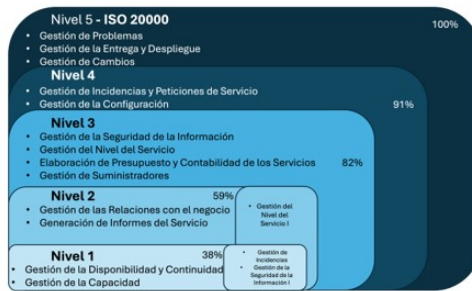 Nivel 5 - ISO 20000
100%
• Gestión de Problemas
• Gestión de la Entrega y Despliegue
• Gestión de Cambios
Nivel 4
• Gestión de Incidencias y Peticiones de Servicio
• Gestión de la Configuración
91%
Nivel 3
• Gestión de la Seguridad de la Información
• Gestión del Nivel del Servicio
• Elaboración de Presupuesto y Contabilidad de los Servicios
82%
• Gestión de Suministradores
Nivel 2
59%
• Gestión de las Relaciones con el negocio
• Generación de Informes del Servicio
• Gestión del
Nivel del
Servicio I
Nivel 1
38%
• Gestión de la Disponibilidad y Continuidad
• Gestión de la Capacidad
• Gestión de
Incidencias
• Gestión de la
Seguridad de la
Información I